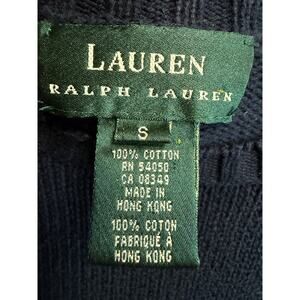 LAUREN
RALPH LAUREN
S
100% COTTON
RN 54050
CA 08349
MADE IN
HONG KONG
100% COTON
FABRIQUÉ À
HONG KONG